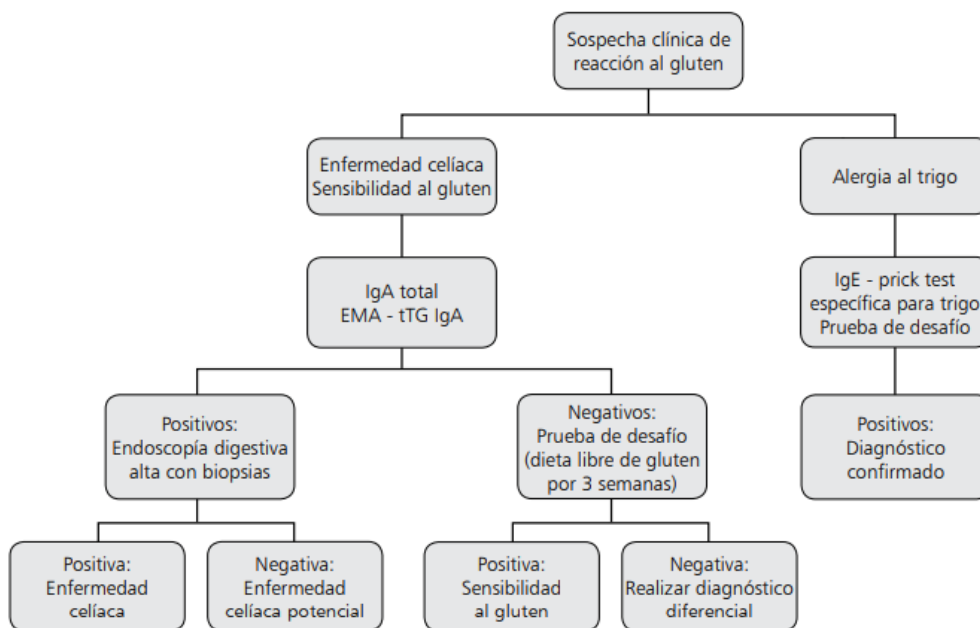 Sospecha clínica de
reacción al gluten
Enfermedad celíaca
Sensibilidad al gluten
Alergia al trigo
IgA total
EMA - tTG IgA
IgE - prick test
específica para trigo
Prueba de desafío
Positivos:
Endoscopía digestiva
alta con biopsias
Negativos:
Prueba de desafío
(dieta libre de gluten
por 3 semanas)
Positivos:
Diagnóstico
confirmado
Positiva:
Enfermedad
celíaca
Negativa:
Enfermedad
celíaca potencial
Positiva:
Sensibilidad
al gluten
Negativa:
Realizar diagnóstico
diferencial